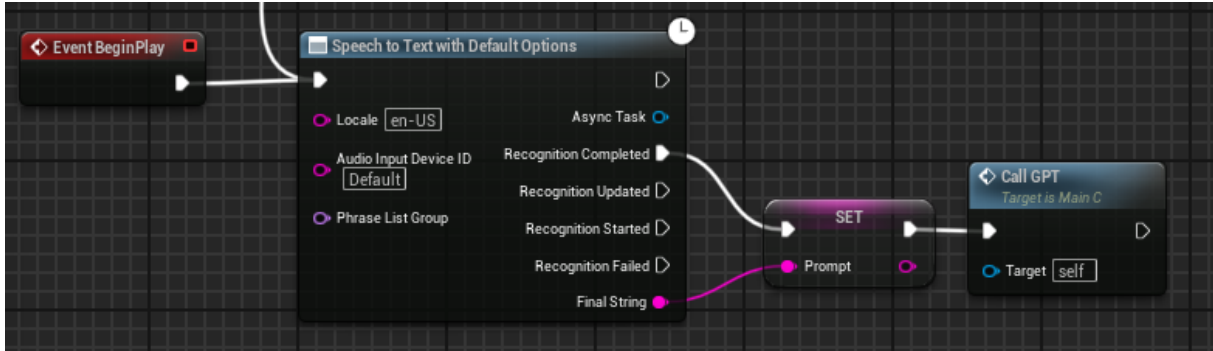 Event BeginPlay
Speech to Text with Default Options
Locale en-US
Async Task
Audio Input Device ID
Default
Recognition Completed
Recognition Updated
Phrase List Group
Recognition Started
Recognition Failed
Final String
SET
Prompt
Call GPT
Target is Main C
Target self